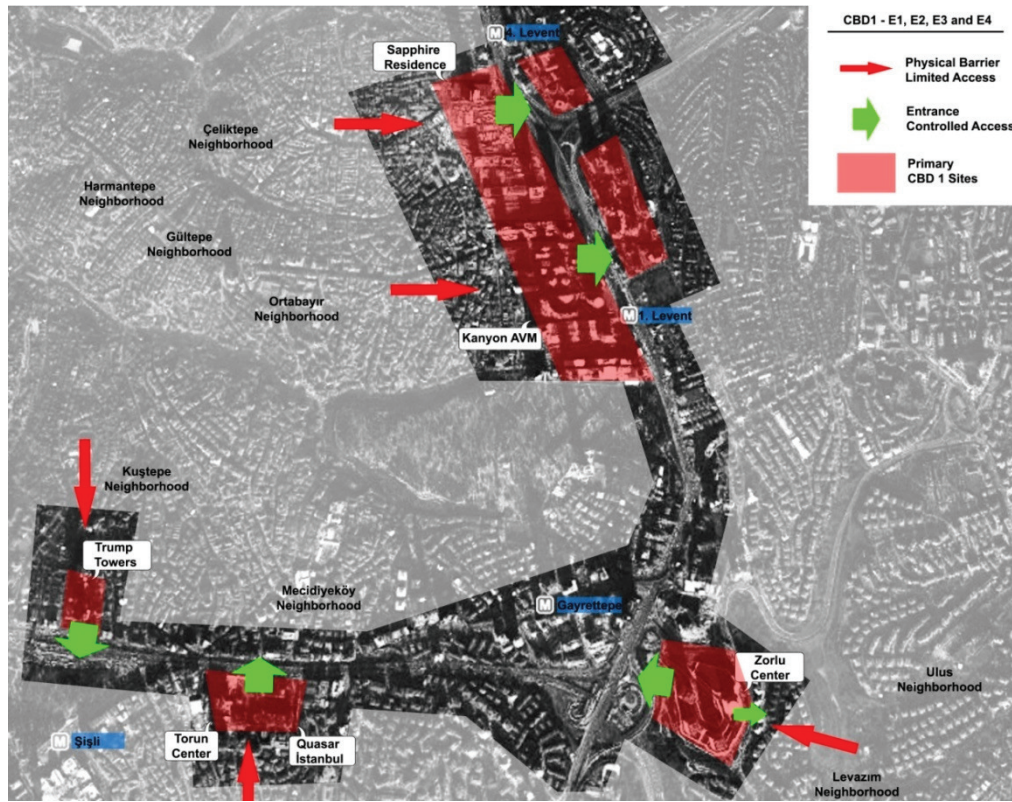 CBD1 - E1, E2, E3 and E4
Physical Barrier
Limited Access
Entrance
Controlled Access
Primary
CBD 1 Sites
M 4. Levent
Sapphire
Residence
Çeliktepe
Neighborhood
Harmantepe
Neighborhood
Gültepe
Neighborhood
Ortabayır
Neighborhood
Kanyon AVM
M 1. Levent
Kuştepe
Neighborhood
Trump
Towers
Mecidiyeköy
Neighborhood
M Gayrettepe
Zorlu
Center
Ulus
Neighborhood
M Şişli
Torun
Center
Quasar
İstanbul
Levazım
Neighborhood